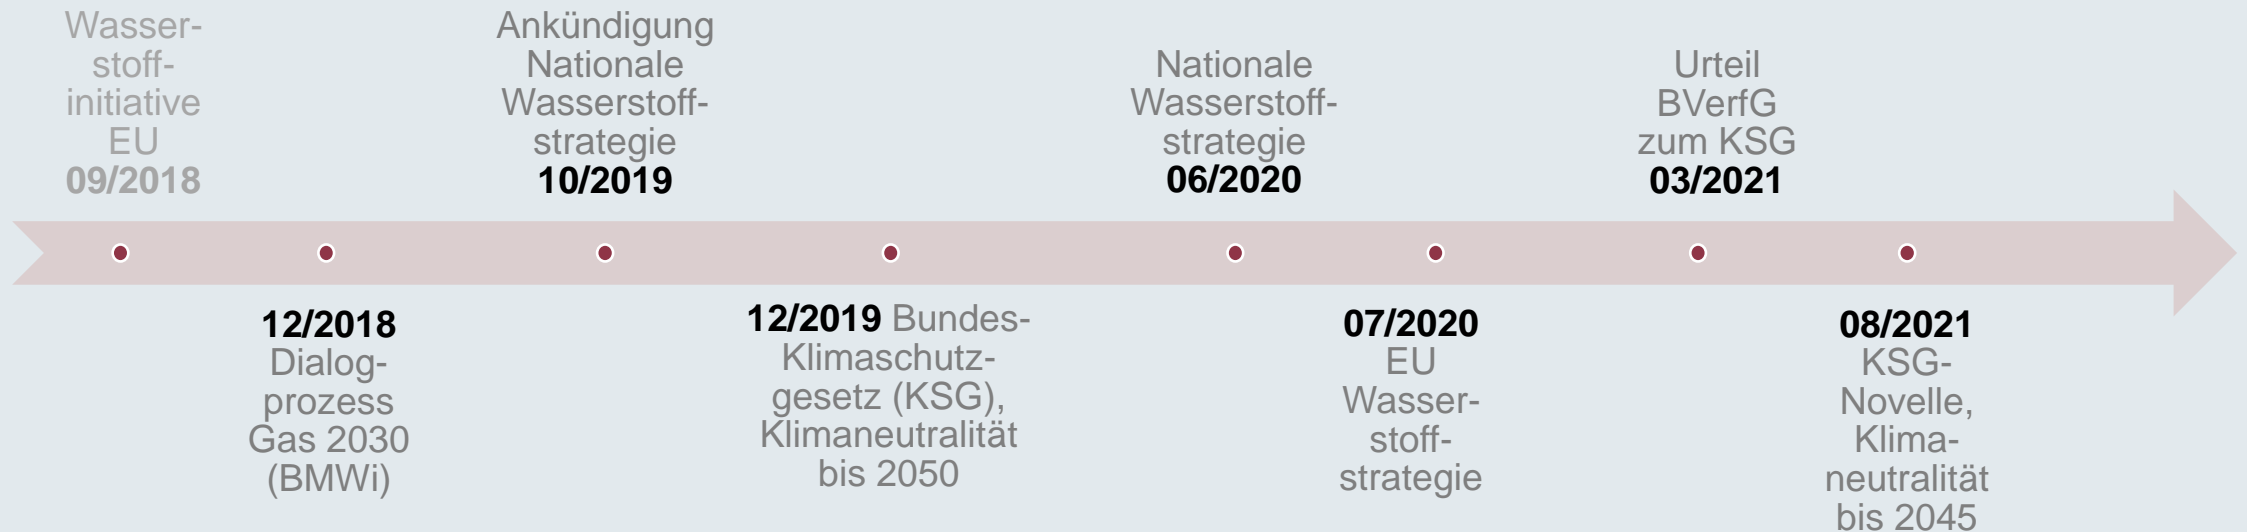 Wasser-
stoff-
initiative
EU
09/2018
12/2018
Dialog-
prozess
Gas 2030
(BMWi)
Ankündigung
Nationale
Wasserstoff-
strategie
10/2019
12/2019 Bundes-
Klimaschutz-
gesetz (KSG),
Klimaneutralität
bis 2050
Nationale
Wasserstoff-
strategie
06/2020
07/2020
EU
Wasser-
stoff-
strategie
Urteil
BVerfG
zum KSG
03/2021
08/2021
KSG-
Novelle,
Klima-
neutralität
bis 2045